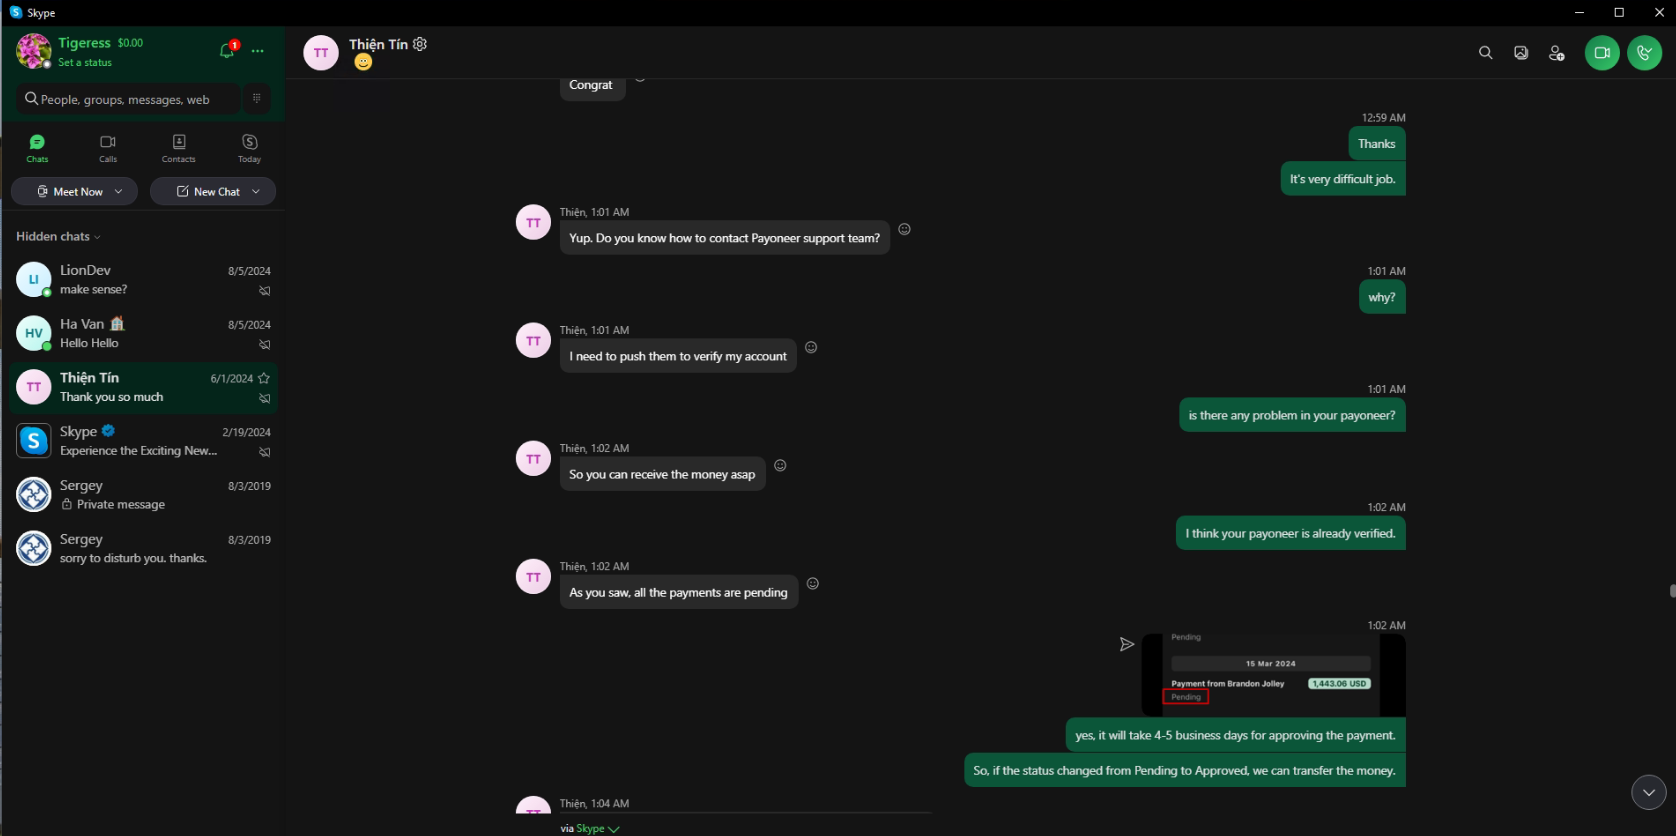 Skype
Tigeress $0.00
Set a status
1
People, groups, messages, web
Chats
Calls
Contacts
Today
Meet Now
New Chat
Hidden chats
LI
LionDev
8/5/2024
make sense?
HV
Ha Van
8/5/2024
Hello Hello
TT
Thiện Tín
6/1/2024
Thank you so much
S
Skype
2/19/2024
Experience the Exciting New...
Sergey
8/3/2019
Private message
Sergey
8/3/2019
sorry to disturb you. thanks.
TT
Thiện Tín
Congrat
12:59 AM
Thanks
It's very difficult job.
TT
Thiện, 1:01 AM
Yup. Do you know how to contact Payoneer support team?
1:01 AM
why?
TT
Thiện, 1:01 AM
I need to push them to verify my account
1:01 AM
is there any problem in your payoneer?
TT
Thiện, 1:02 AM
So you can receive the money asap
1:02 AM
I think your payoneer is already verified.
TT
Thiện, 1:02 AM
As you saw, all the payments are pending
1:02 AM
Pending
15 Mar 2024
Payment from Brandon Jolley
1,443.06 USD
Pending
yes, it will take 4-5 business days for approving the payment.
So, if the status changed from Pending to Approved, we can transfer the money.
TT
Thiện, 1:04 AM
via Skype